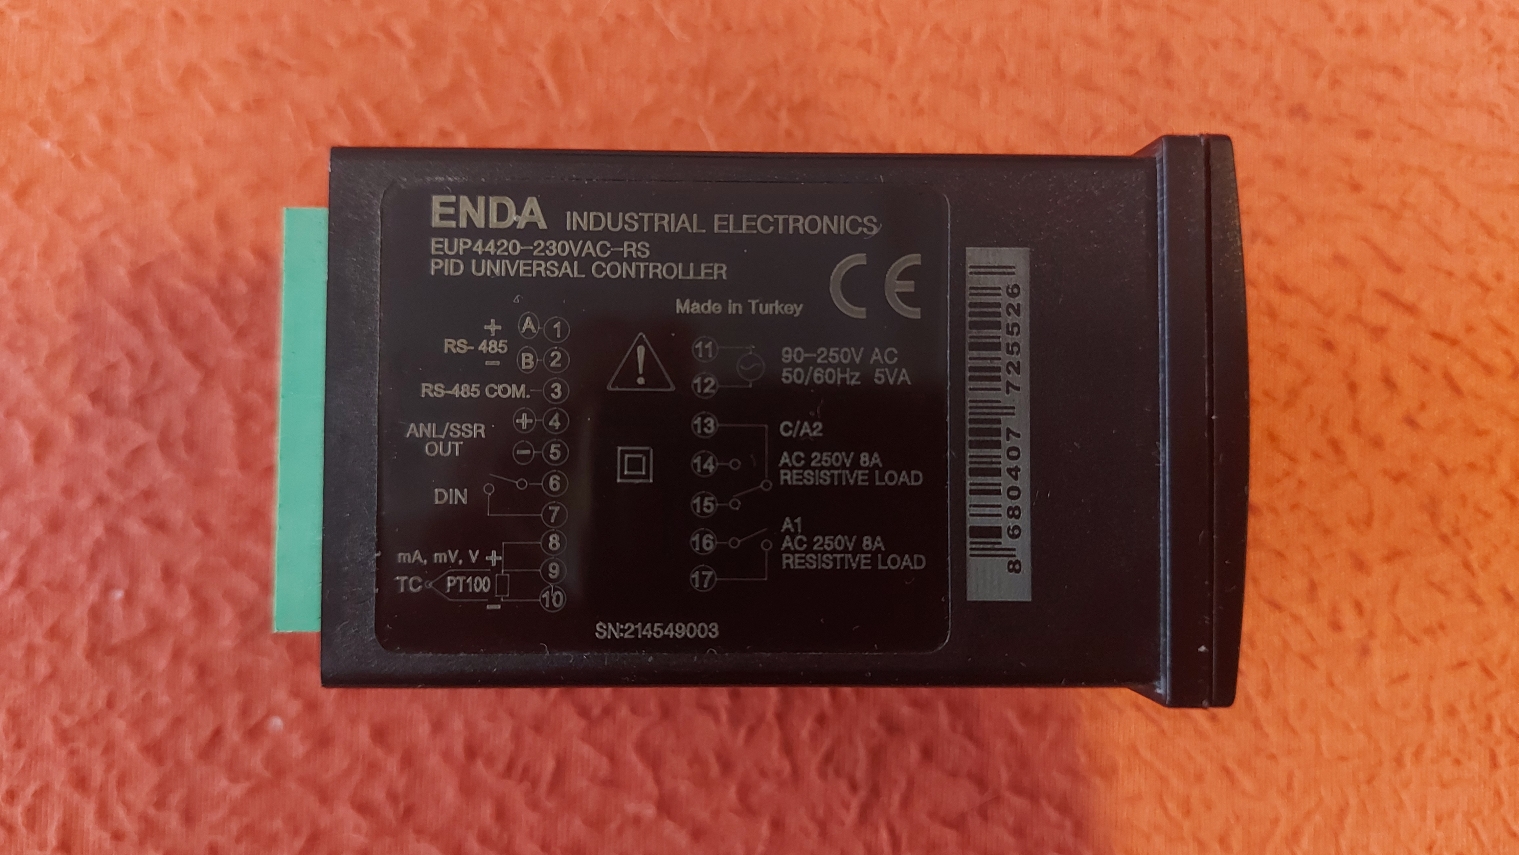 ENDA INDUSTRIAL ELECTRONICS
EUP4420-230VAC-RS
PID UNIVERSAL CONTROLLER
CE
Made in Turkey
+ A 1
RS-485
- B 2
RS-485 COM. 3
ANL/SSR OUT
+ 4
- 5
DIN
6
7
mA, mV, V +
TC PT100
-
8
9
10
11
12
90-250V AC
50/60Hz 5VA
13
14
15
C/A2
AC 250V 8A
RESISTIVE LOAD
16
17
A1
AC 250V 8A
RESISTIVE LOAD
SN:214549003
8 680407 725526